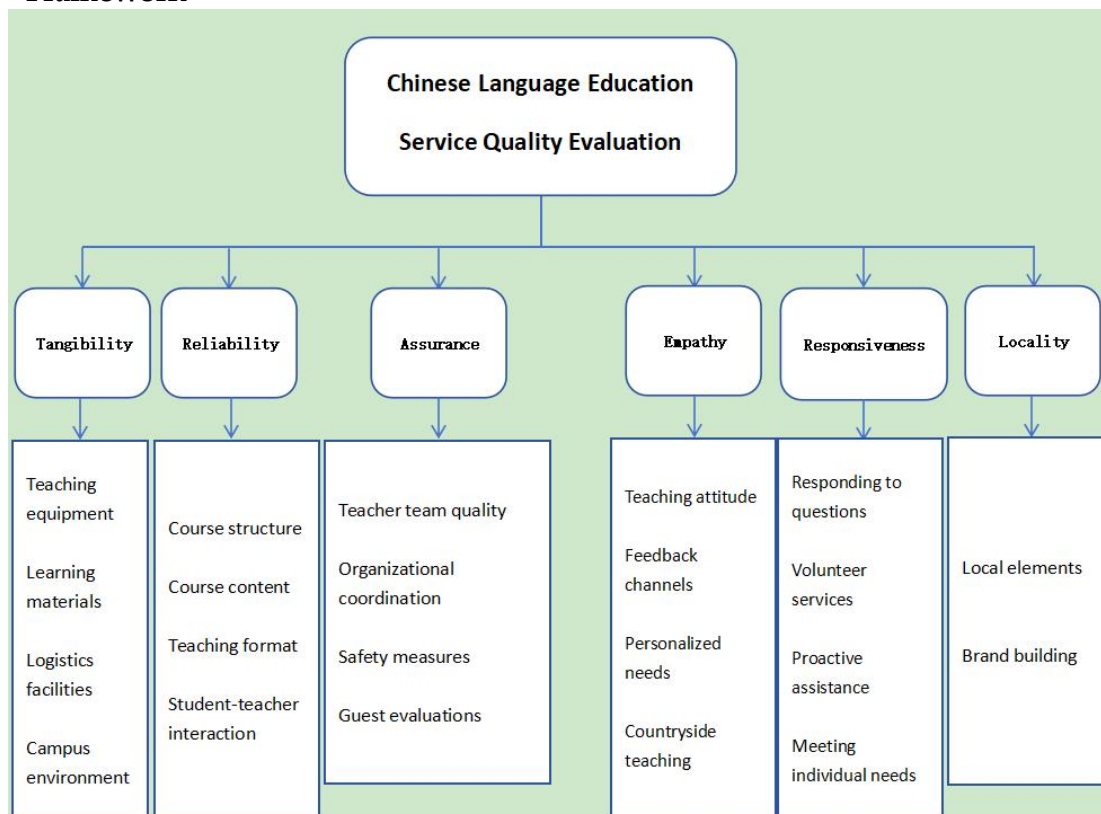 Chinese Language Education
Service Quality Evaluation
Tangibility
Reliability
Assurance
Empathy
Responsiveness
Locality
Teaching
equipment
Learning
materials
Logistics
facilities
Campus
environment
Course structure
Course content
Teaching format
Student-teacher
interaction
Teacher team quality
Organizational
coordination
Safety measures
Guest evaluations
Teaching attitude
Feedback
channels
Personalized
needs
Countryside
teaching
Responding to
questions
Volunteer
services
Proactive
assistance
Meeting
individual needs
Local elements
Brand building